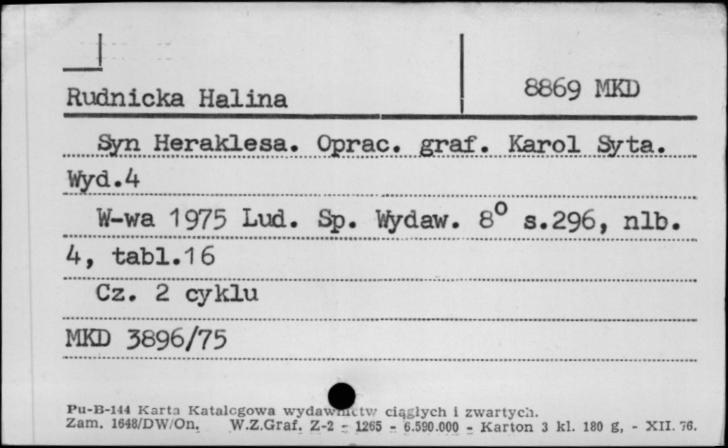 Rudnicka Halina
8869 MKD
Syn Heraklesa. Oprac. graf. Karol Syta.
Wyd.4
W-wa 1975 Lud. Sp. Wydaw. 8° s.296, nlb.
4, tabl.16
Cz. 2 cyklu
MKD 3896/75
Pu-B-144 Karta Katalogowa wydawnictw ciągłych i zwartych.
Zam. 1648/DW/On. W.Z.Graf. Z-2 - 1265 - 6.590.000 - Karton 3 kl. 180 g, - XII. 76.